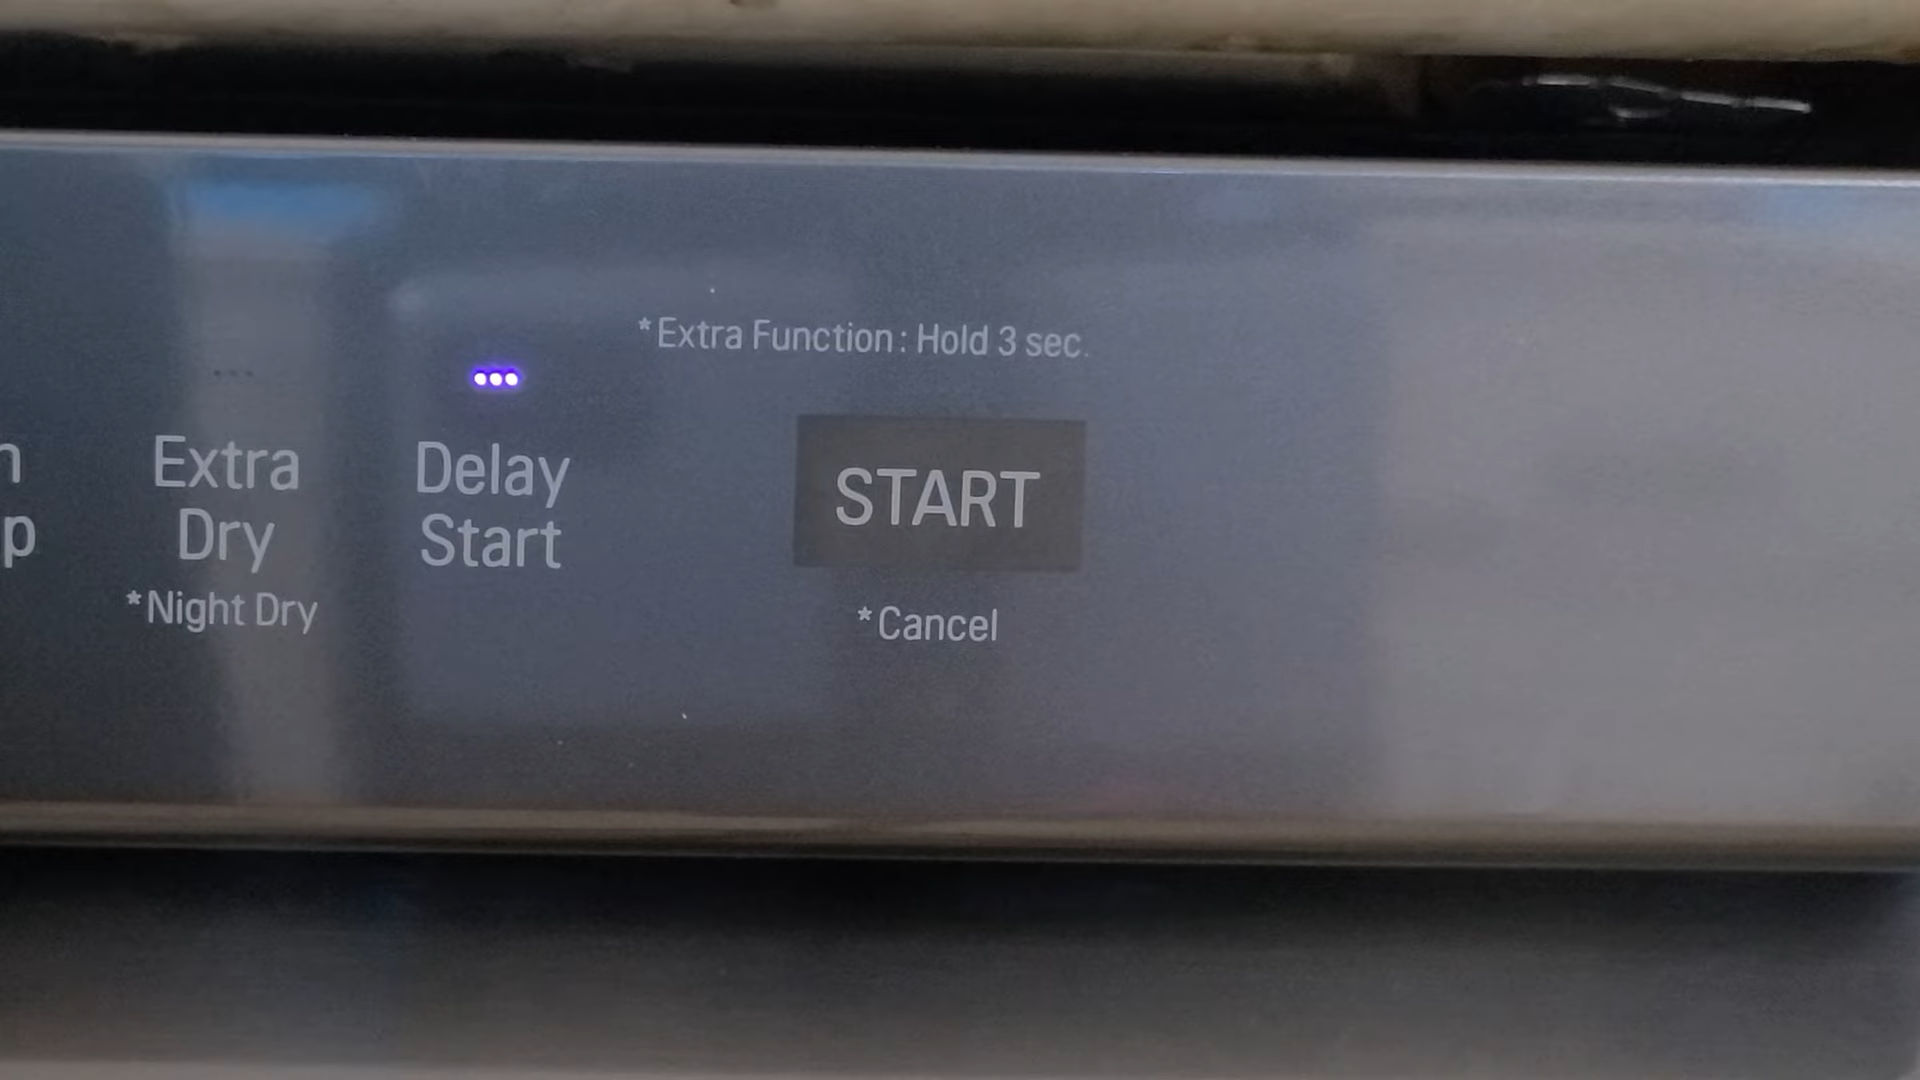 *Extra Function : Hold 3 sec.
n
p
Extra
Dry
*Night Dry
Delay
Start
START
*Cancel